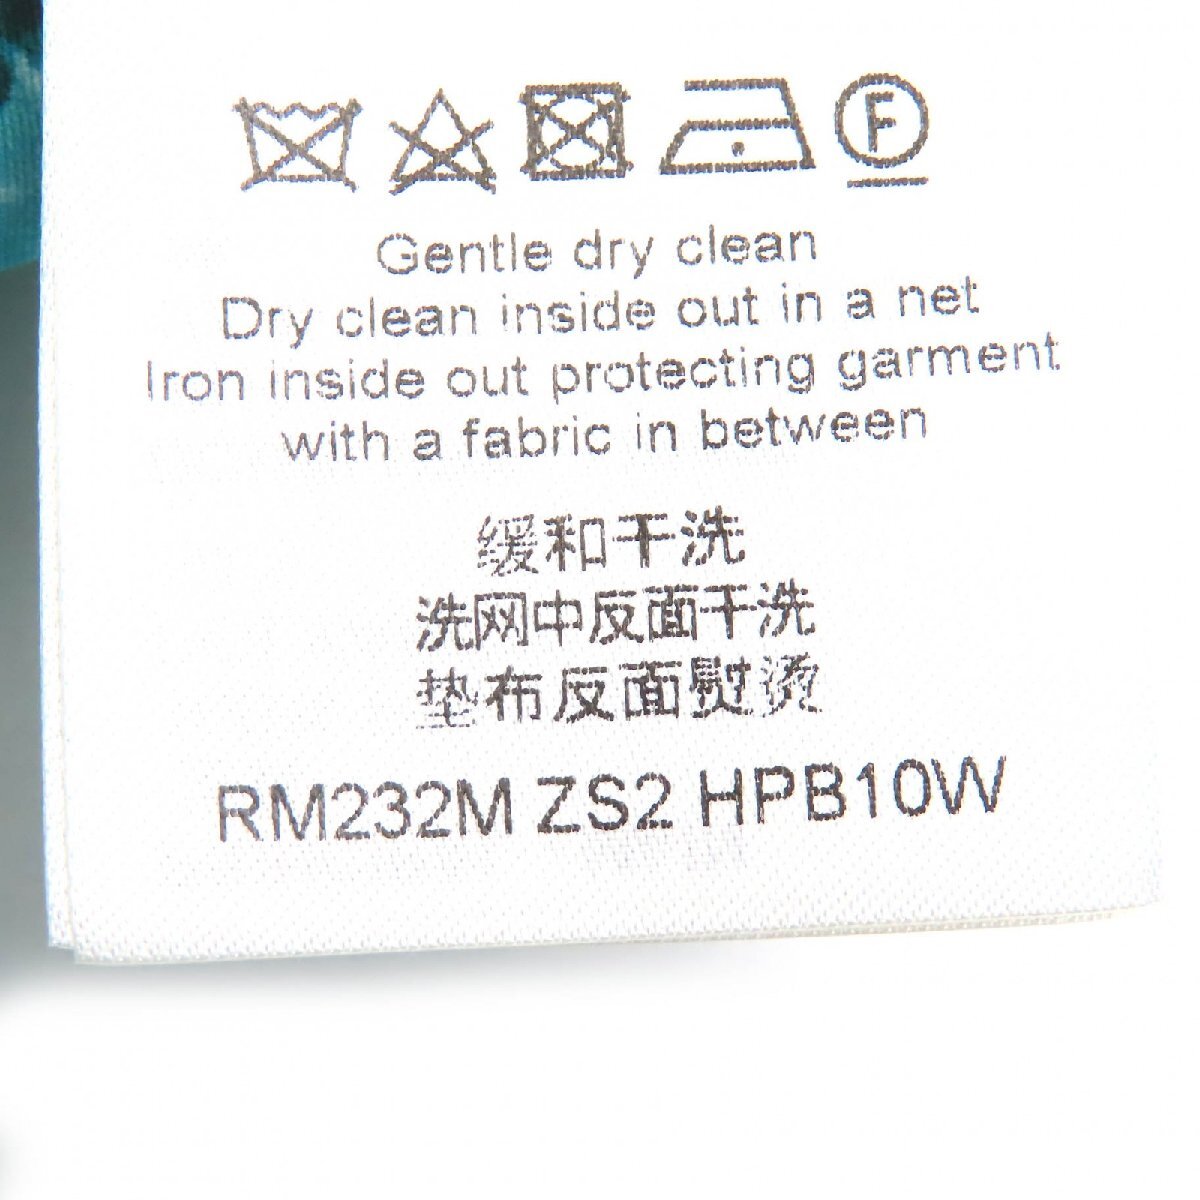 F
Gentle dry clean
Dry clean inside out in a net
Iron inside out protecting garment
with a fabric in between
缓和干洗
洗网中反面干洗
垫布反面熨烫
RM232M ZS2 HPB10W